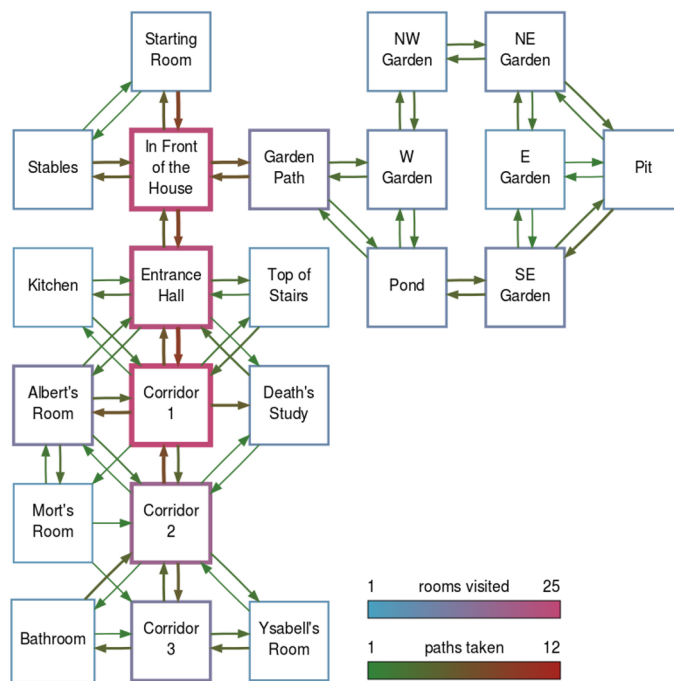 Starting
Room
NW
Garden
NE
Garden
Stables
In Front
of the
House
Garden
Path
W
Garden
E
Garden
Pit
Kitchen
Entrance
Hall
Top of
Stairs
Pond
SE
Garden
Albert's
Room
Corridor
1
Death's
Study
Mort's
Room
Corridor
2
Bathroom
Corridor
3
Ysabell's
Room
1 rooms visited 25
1 paths taken 12